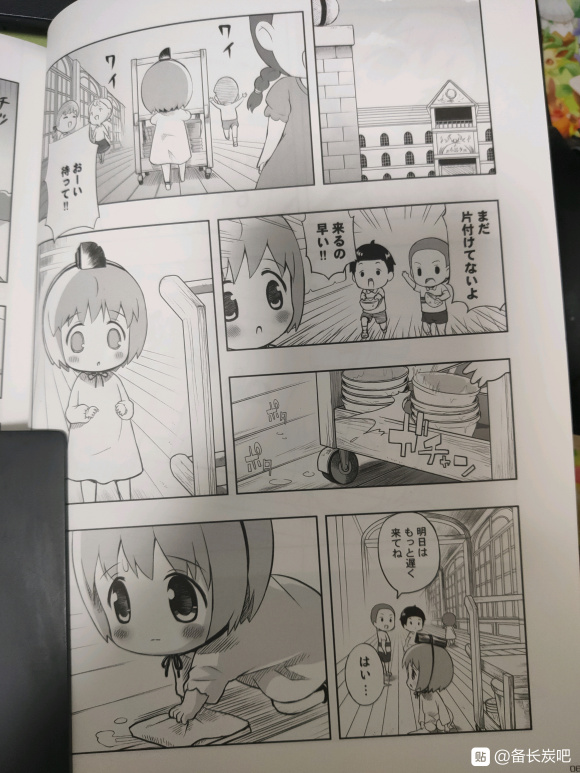 ワイ
ワイ
おーい
待って!!
まだ
片付けてないよ
来るの
早い!!
ガチャン
ポタ
ポタ
明日は
もっと遅く
来てね
はい…
贴 @备长炭吧